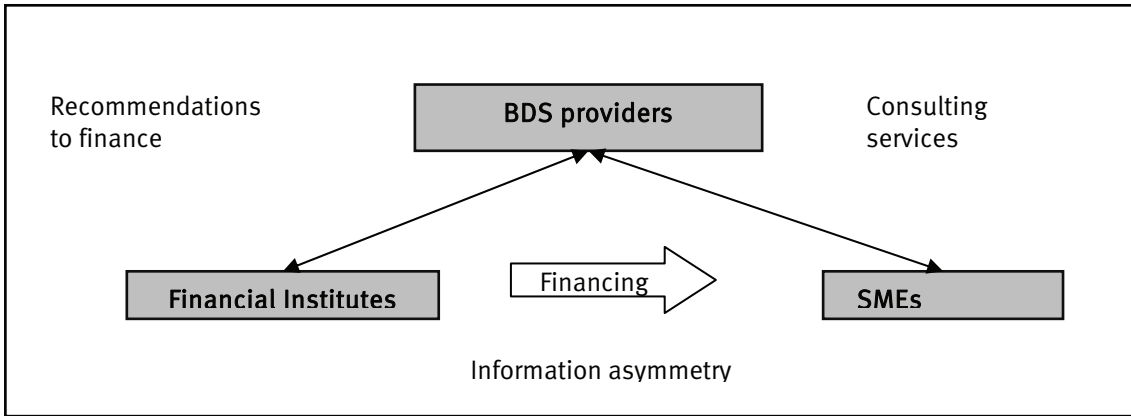 Recommendations
to finance
BDS providers
Consulting
services
Financial Institutes
Financing
SMEs
Information asymmetry